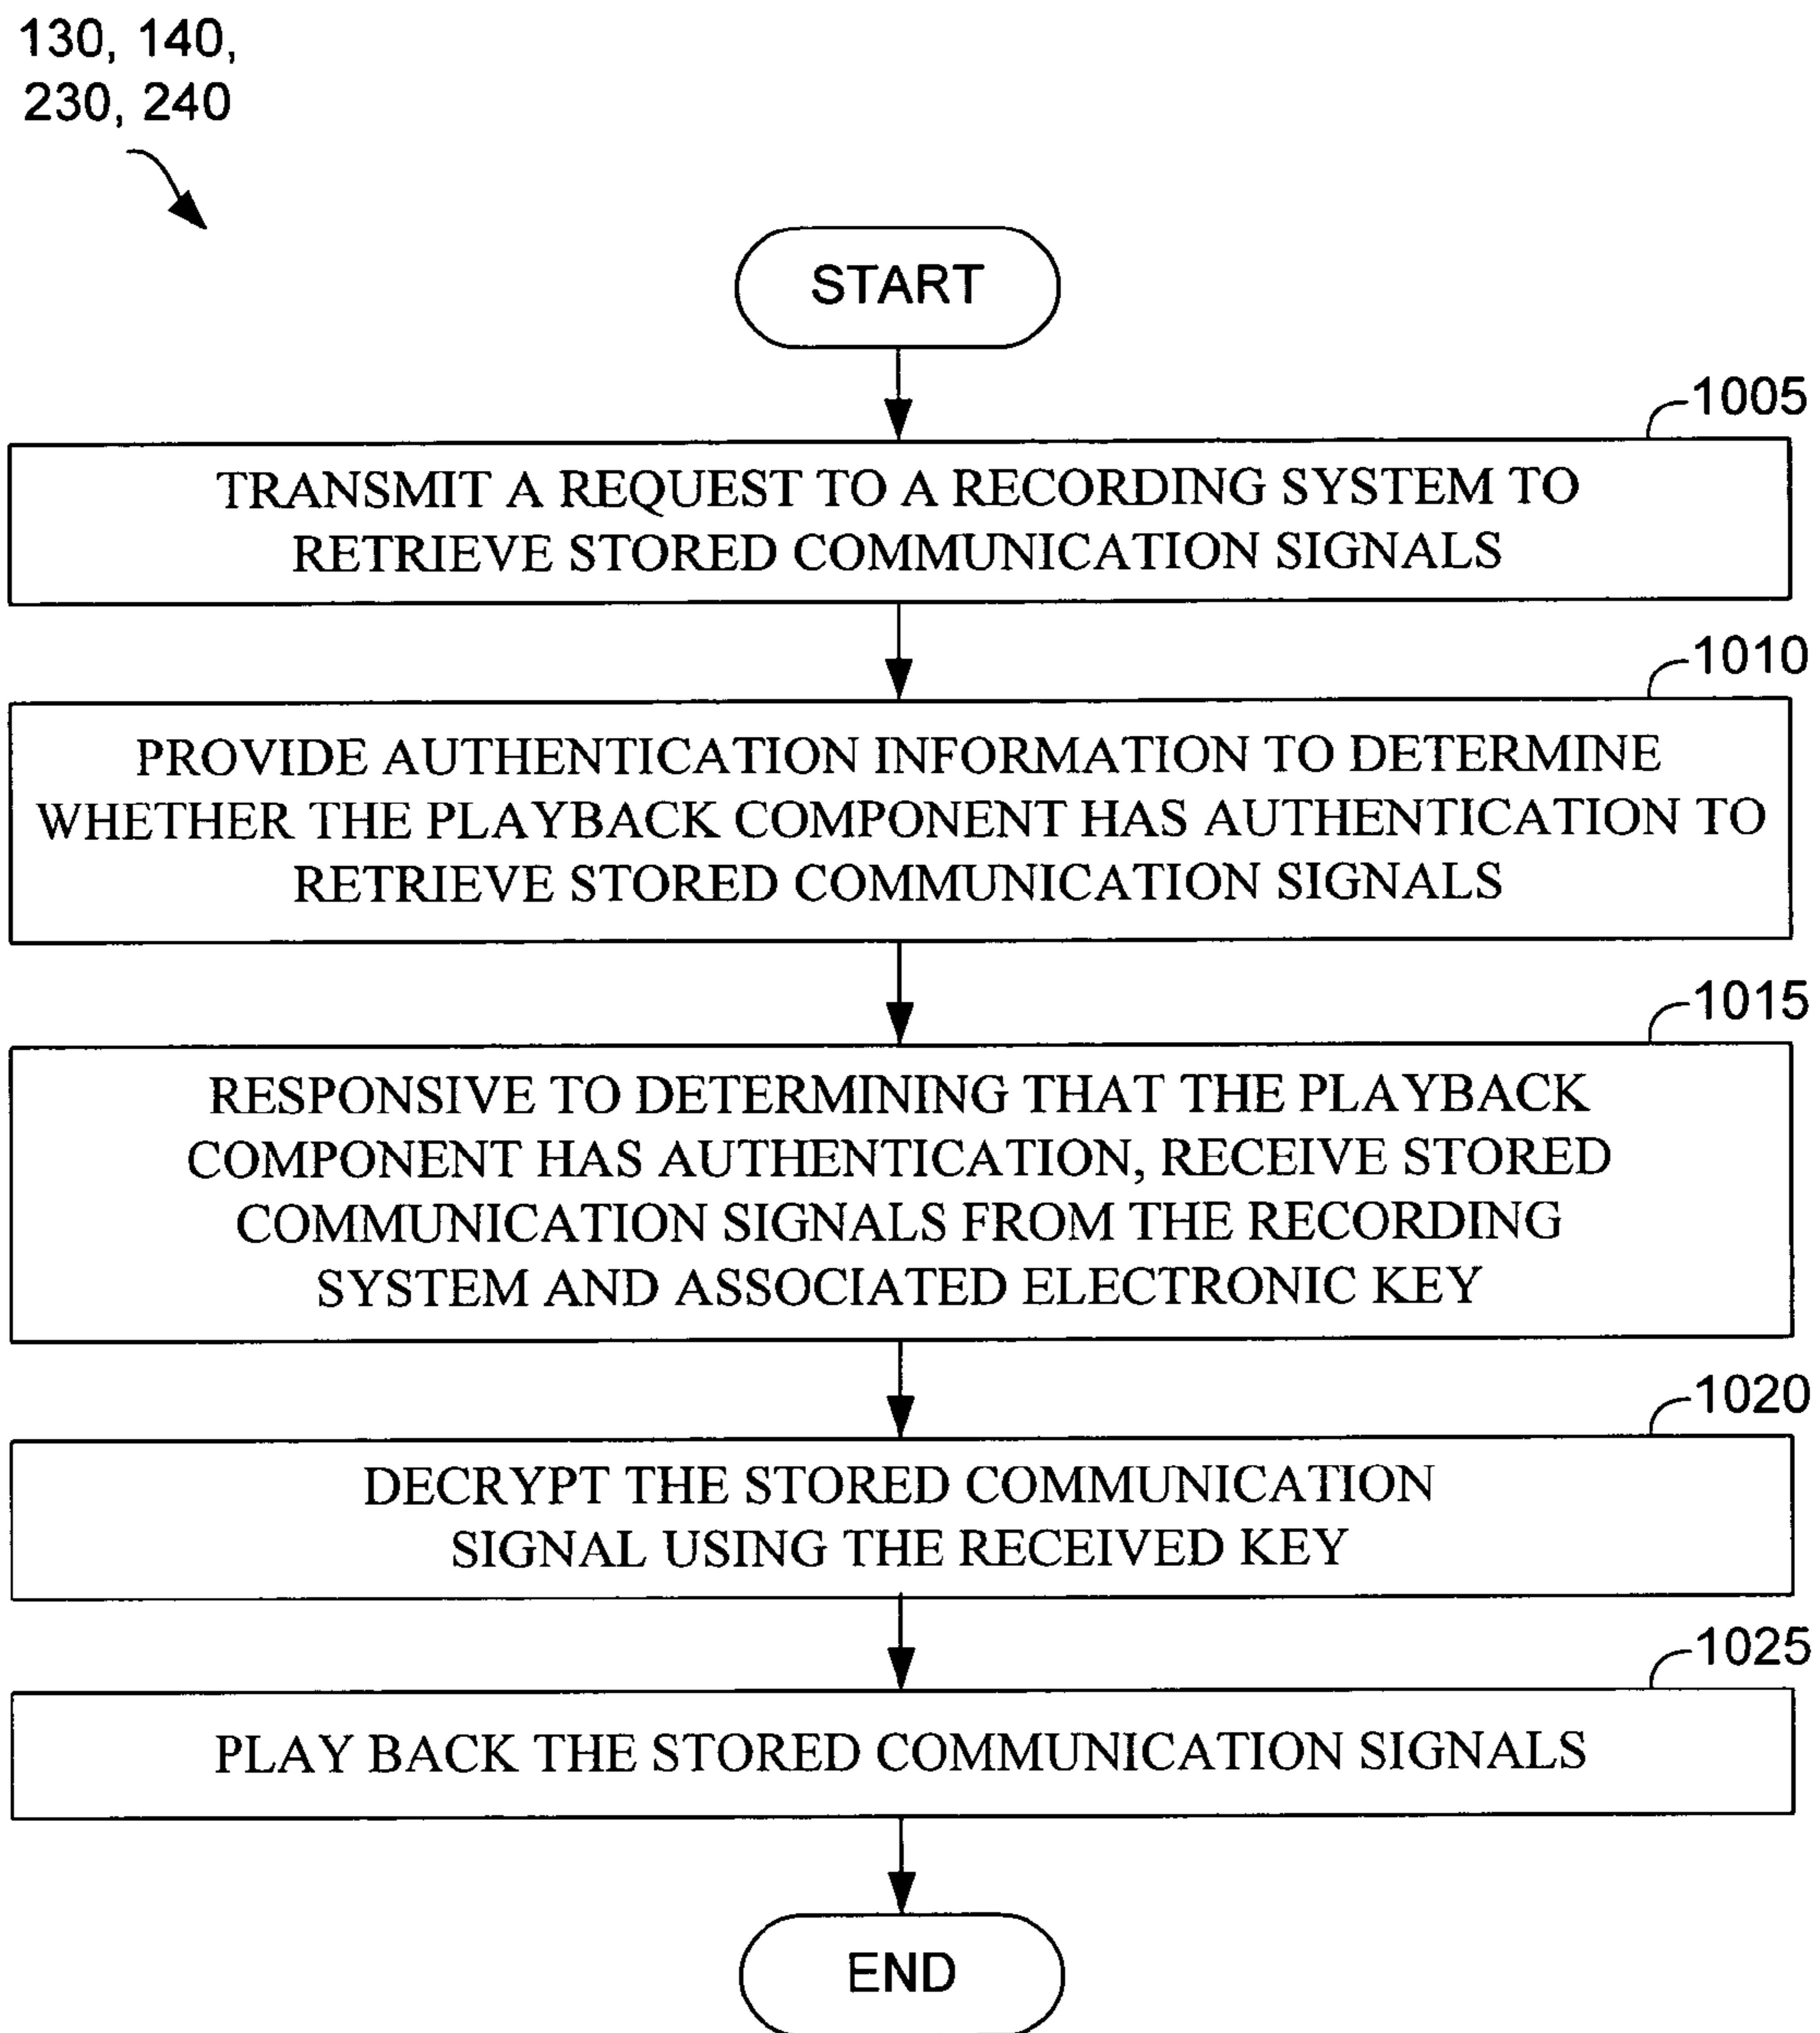 130, 140,
230, 240
START
1005
TRANSMIT A REQUEST TO A RECORDING SYSTEM TO
RETRIEVE STORED COMMUNICATION SIGNALS
1010
PROVIDE AUTHENTICATION INFORMATION TO DETERMINE
WHETHER THE PLAYBACK COMPONENT HAS AUTHENTICATION TO
RETRIEVE STORED COMMUNICATION SIGNALS
1015
RESPONSIVE TO DETERMINING THAT THE PLAYBACK
COMPONENT HAS AUTHENTICATION, RECEIVE STORED
COMMUNICATION SIGNALS FROM THE RECORDING
SYSTEM AND ASSOCIATED ELECTRONIC KEY
1020
DECRYPT THE STORED COMMUNICATION
SIGNAL USING THE RECEIVED KEY
1025
PLAY BACK THE STORED COMMUNICATION SIGNALS
END